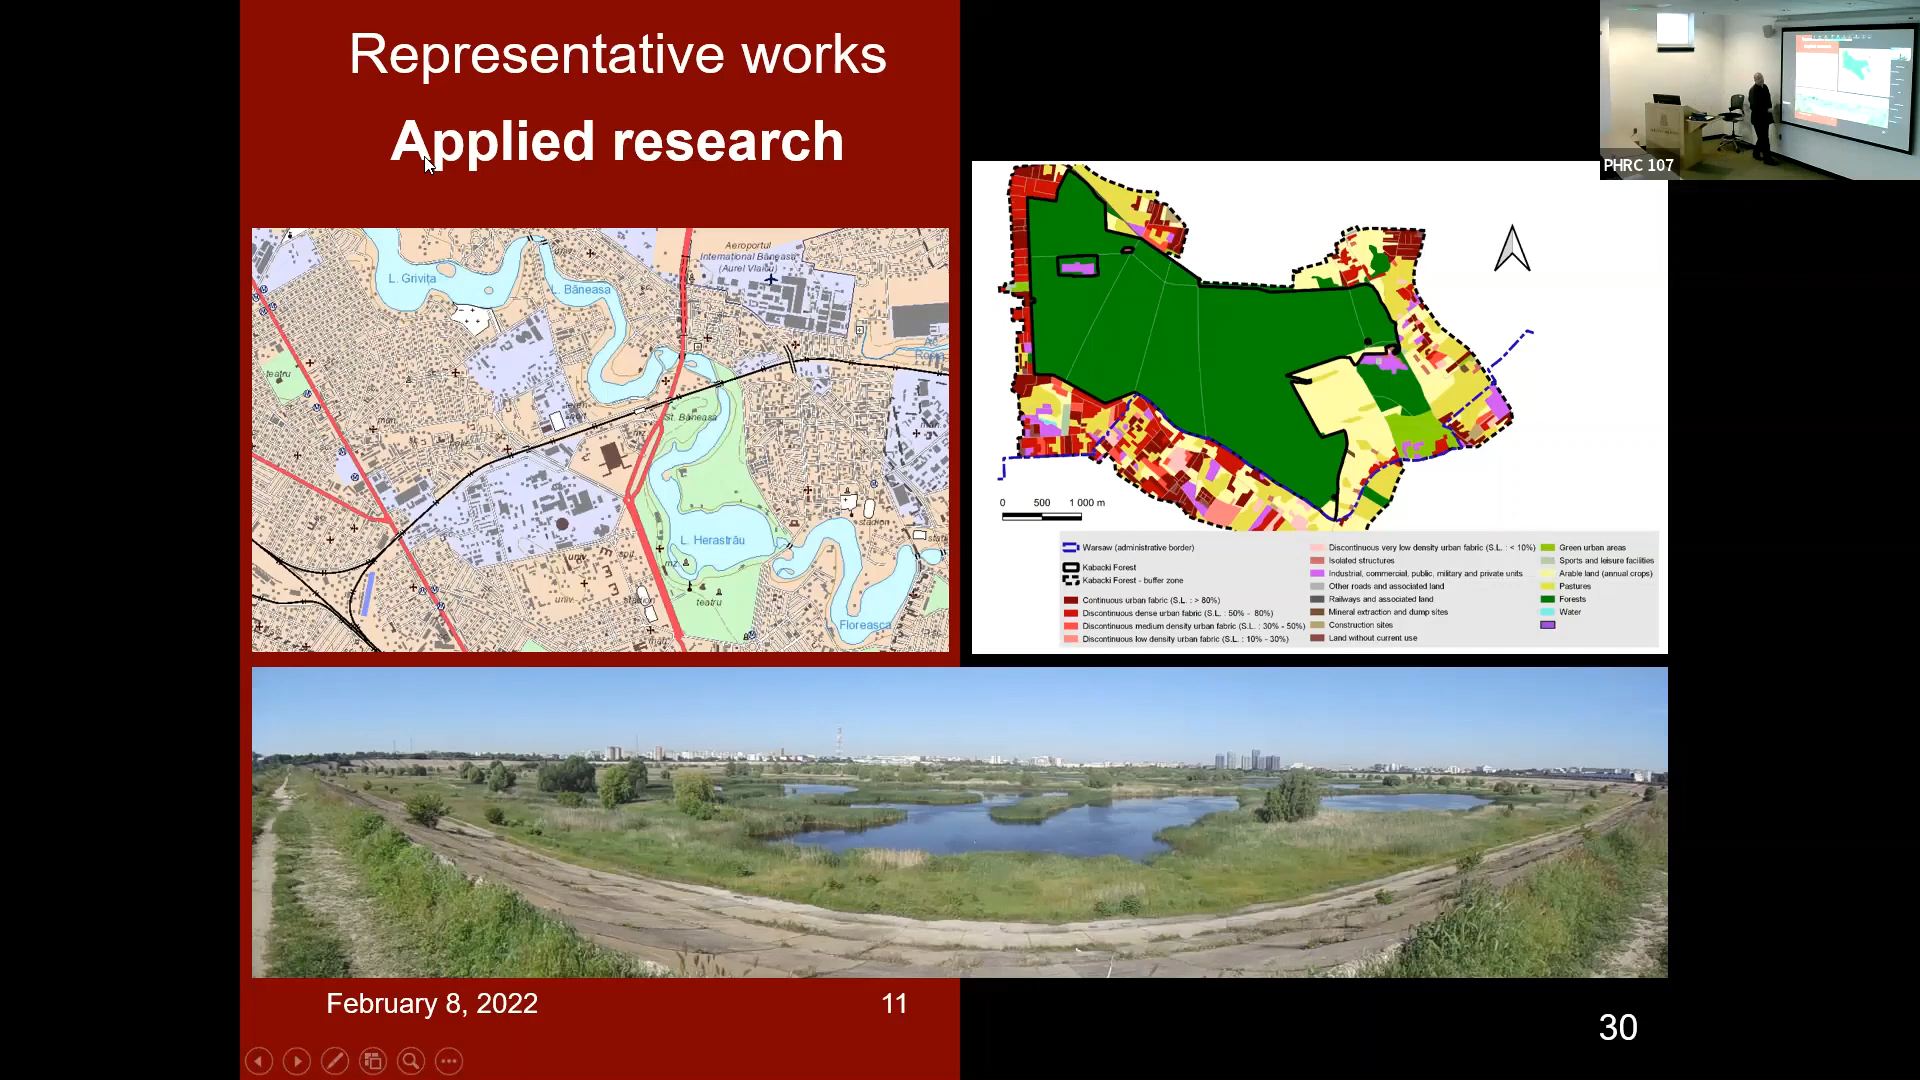 Representative works
Applied research
PHRC 107
L. Grivița
L. Băneasa
Aeroportul
Internațional Băneasa
(Aurel Vlaicu)
teatru
St. Băneasa
L. Herăstrău
stadion
univ.
teatru
Floreasca
0 500 1 000 m
Warsaw (administrative border)
Kabacki Forest
Kabacki Forest - buffer zone
Continuous urban fabric (S.L. : > 80%)
Discontinuous dense urban fabric (S.L. : 50% - 80%)
Discontinuous medium density urban fabric (S.L. : 30% - 50%)
Discontinuous low density urban fabric (S.L. : 10% - 30%)
Discontinuous very low density urban fabric (S.L. : < 10%)
Isolated structures
Industrial, commercial, public, military and private units
Other roads and associated land
Railways and associated land
Mineral extraction and dump sites
Construction sites
Land without current use
Green urban areas
Sports and leisure facilities
Arable land (annual crops)
Pastures
Forests
Water
February 8, 2022
11
30